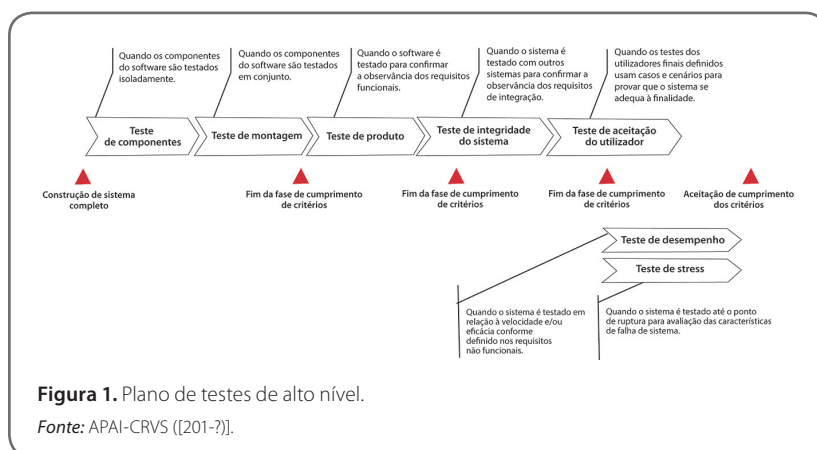 Quando os componentes
do software são testados
isoladamente.
Quando os componentes
do software são testados
em conjunto.
Quando o software é
testado para confirmar
a observância dos requisitos
funcionais.
Quando o sistema é
testado com outros
sistemas para confirmar a
observância dos requisitos
de integração.
Quando os testes dos
utilizadores finais definidos
usam casos e cenários para
provar que o sistema se
adequa à finalidade.
Teste
de componentes
Teste de montagem
Teste de produto
Teste de integridade
do sistema
Teste de aceitação
do utilizador
Construção de sistema
completo
Fim da fase de cumprimento
de critérios
Fim da fase de cumprimento
de critérios
Fim da fase de cumprimento
de critérios
Aceitação de cumprimento
dos critérios
Teste de desempenho
Teste de stress
Quando o sistema é testado em
relação à velocidade e/ou
eficácia conforme
definido nos requisitos
não funcionais.
Quando o sistema é testado até o ponto
de ruptura para avaliação das características
de falha de sistema.
Figura 1. Plano de testes de alto nível.
Fonte: APAI-CRVS ([201-?)].